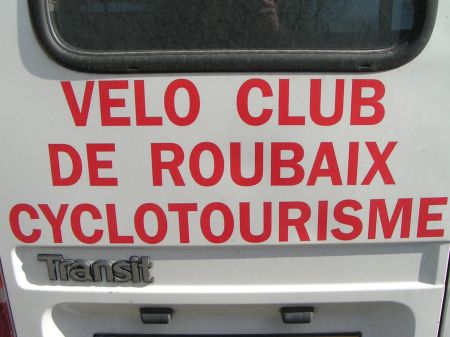 VELO CLUB
DE ROUBAIX
CYCLOTOURISME
Transit